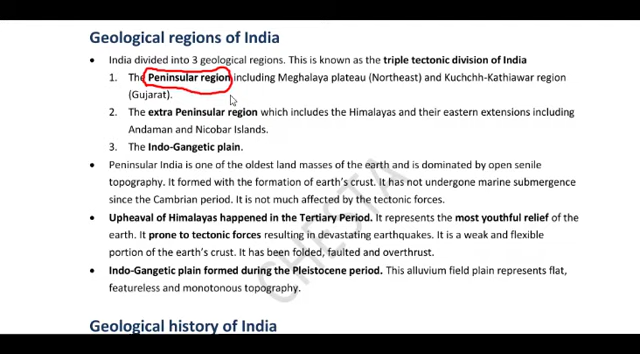 Geological regions of India
• India divided into 3 geological regions. This is known as the triple tectonic division of India
1. The Peninsular region including Meghalaya plateau (Northeast) and Kuchchh-Kathiawar region
(Gujarat).
2. The extra Peninsular region which includes the Himalayas and their eastern extensions including
Andaman and Nicobar Islands.
3. The Indo-Gangetic plain.
• Peninsular India is one of the oldest land masses of the earth and is dominated by open senile
topography. It formed with the formation of earth's crust. It has not undergone marine submergence
since the Cambrian period. It is not much affected by the tectonic forces.
• Upheaval of Himalayas happened in the Tertiary Period. It represents the most youthful relief of the
earth. It prone to tectonic forces resulting in devastating earthquakes. It is a weak and flexible
portion of the earth's crust. It has been folded, faulted and overthrust.
• Indo-Gangetic plain formed during the Pleistocene period. This alluvium field plain represents flat,
featureless and monotonous topography.
CHESTA
Geological history of India